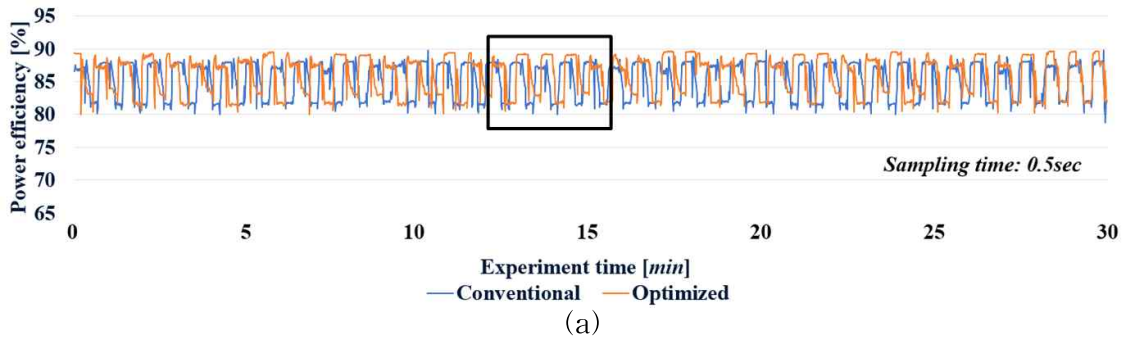 Power efficiency [%]
95
90
85
80
75
70
65
Sampling time: 0.5sec
0 5 10 15 20 25 30
Experiment time [min]
Conventional Optimized
(a)